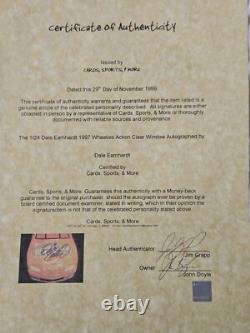 Certificate of Authenticity
Issued by
CARDS, SPORTS, & MORE
Dated this 29th Day of November 1999
This certificate of authenticity warrants and guarantees that the item listed is a
genuine article of the celebrated personality described. All signatures are either
obtained in person by a representative of Cards, Sports, & More or thoroughly
documented with reliable sources and provenance.
The 1/24 Dale Earnhardt 1997 Wheaties Action Clear Window Autographed by:
Dale Earnhardt
Certified by
Cards, Sports, & More
Cards, Sports, & More. Guarantees this authenticity with a Money-back
guarantee to the original purchaser, should the autograph ever be proven by a
board certified document examiner, in writing, which in their opinion that the
signature/item is not that of the celebrated personality stated above
Cards, Sports, & More
Head Authenticator:
Jim Grapp
Owner:
John Doyle